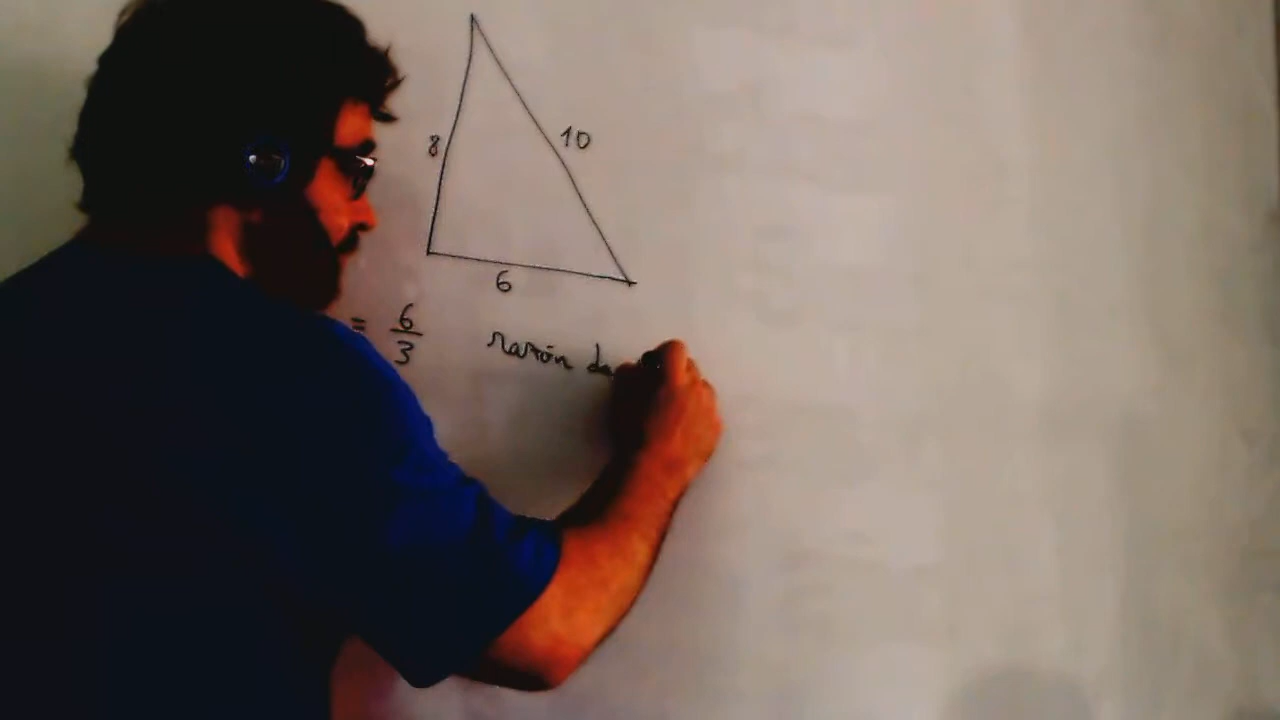 8
10
6
= 6/3
razón de